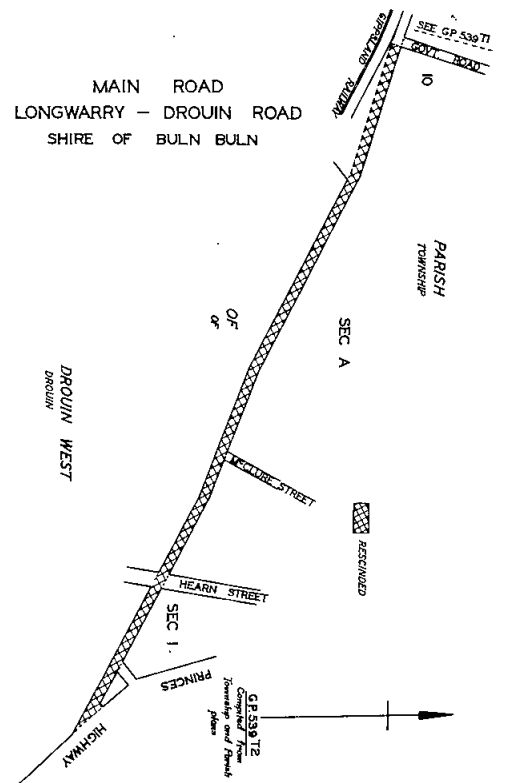 MAIN ROAD
LONGWARRY – DROUIN ROAD
SHIRE OF BULN BULN
GIPPSLAND RAILWAY
SEE GP 539 T1
GOVT ROAD
10
PARISH
TOWNSHIP
SEC A
OF
OF
DROUIN WEST
DROUIN
McCLURE STREET
RESCINDED
HEARN STREET
SEC 1.
PRINCES
HIGHWAY
GP 539 T2
Computed from
Township and Parish
plans